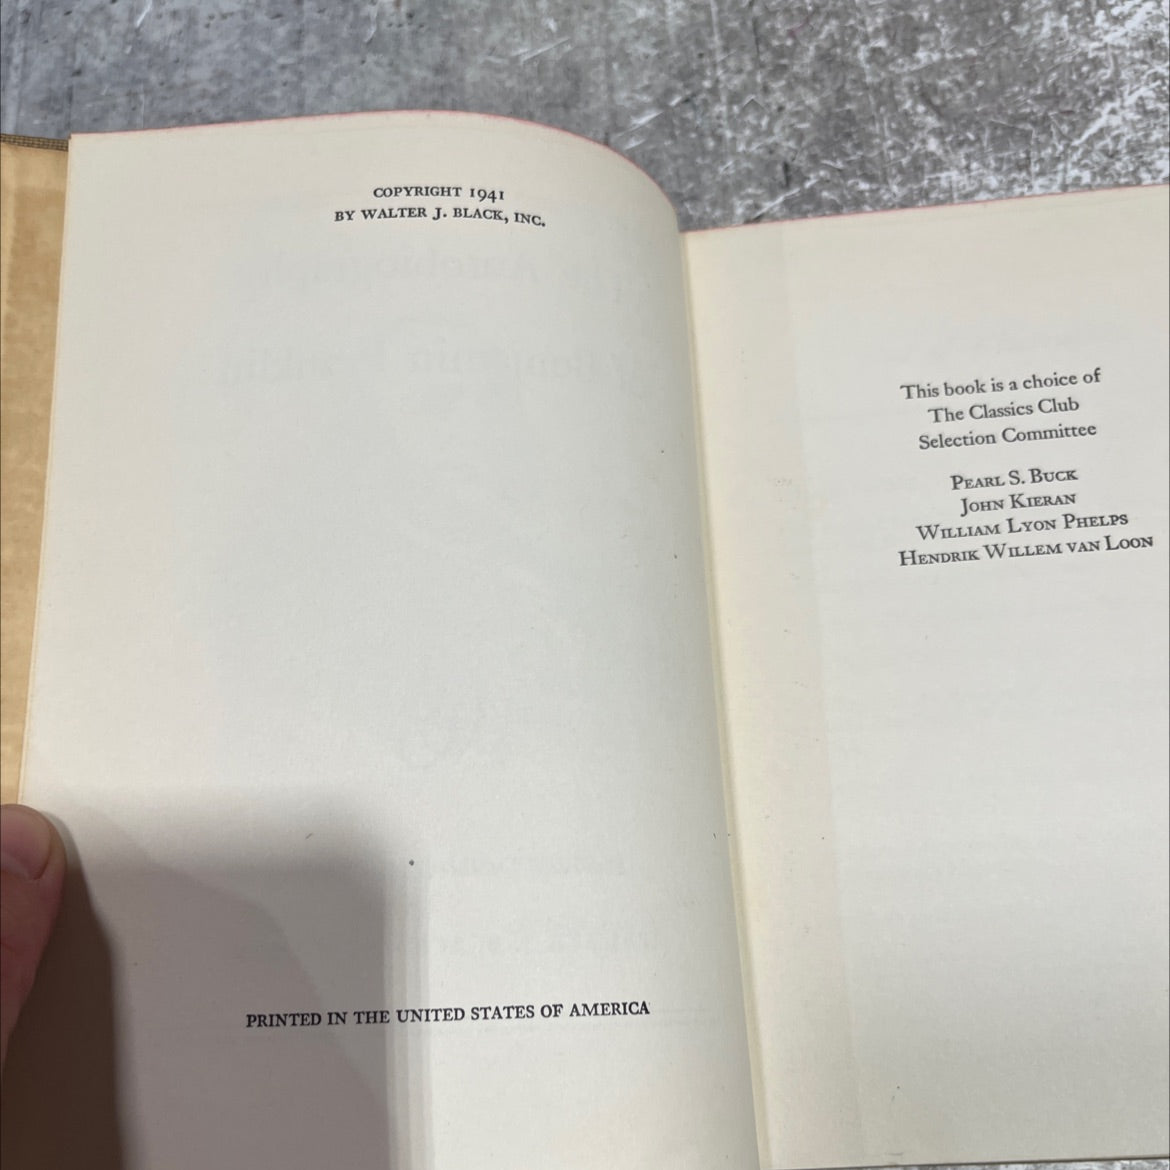 COPYRIGHT 1941
BY WALTER J. BLACK, INC.
PRINTED IN THE UNITED STATES OF AMERICA
This book is a choice of
The Classics Club
Selection Committee
PEARL S. BUCK
JOHN KIERAN
WILLIAM LYON PHELPS
HENDRIK WILLEM VAN LOON